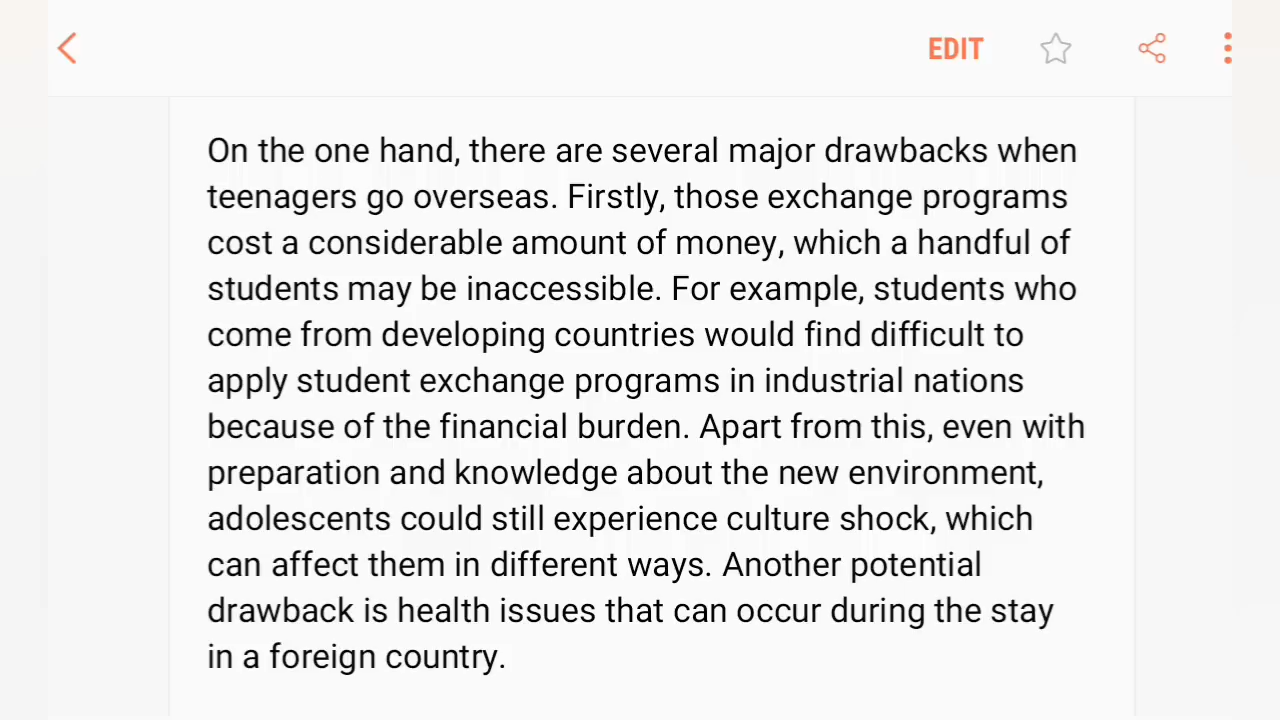 EDIT
On the one hand, there are several major drawbacks when
teenagers go overseas. Firstly, those exchange programs
cost a considerable amount of money, which a handful of
students may be inaccessible. For example, students who
come from developing countries would find difficult to
apply student exchange programs in industrial nations
because of the financial burden. Apart from this, even with
preparation and knowledge about the new environment,
adolescents could still experience culture shock, which
can affect them in different ways. Another potential
drawback is health issues that can occur during the stay
in a foreign country.